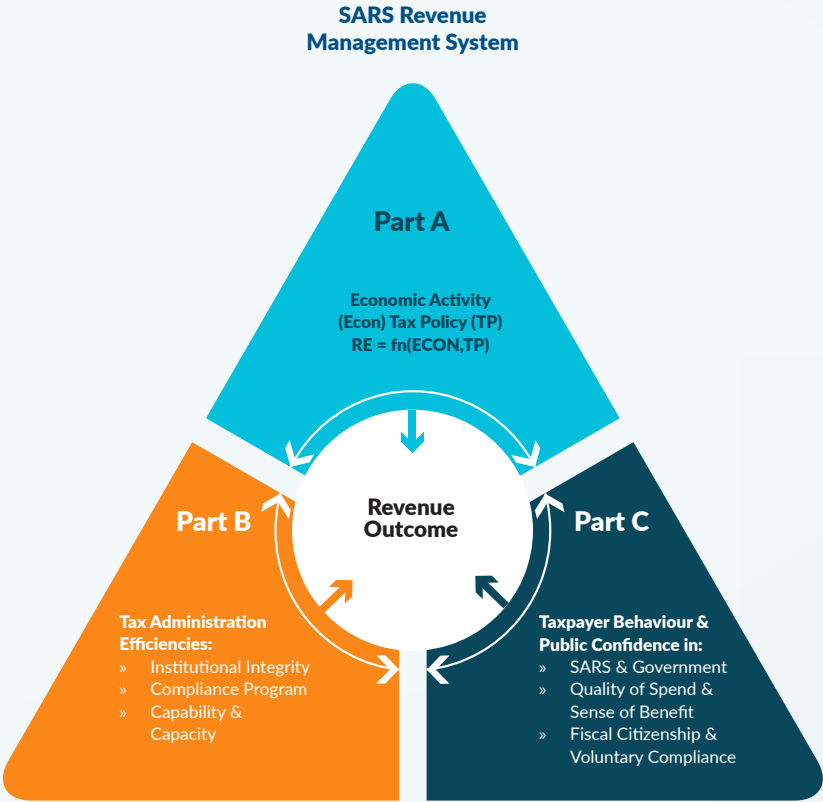 SARS Revenue
Management System
Part A
Economic Activity
(Econ) Tax Policy (TP)
RE = fn(ECON,TP)
Revenue
Outcome
Part B
Tax Administration
Efficiencies:
» Institutional Integrity
» Compliance Program
» Capability &
Capacity
Part C
Taxpayer Behaviour &
Public Confidence in:
» SARS & Government
» Quality of Spend &
Sense of Benefit
» Fiscal Citizenship &
Voluntary Compliance